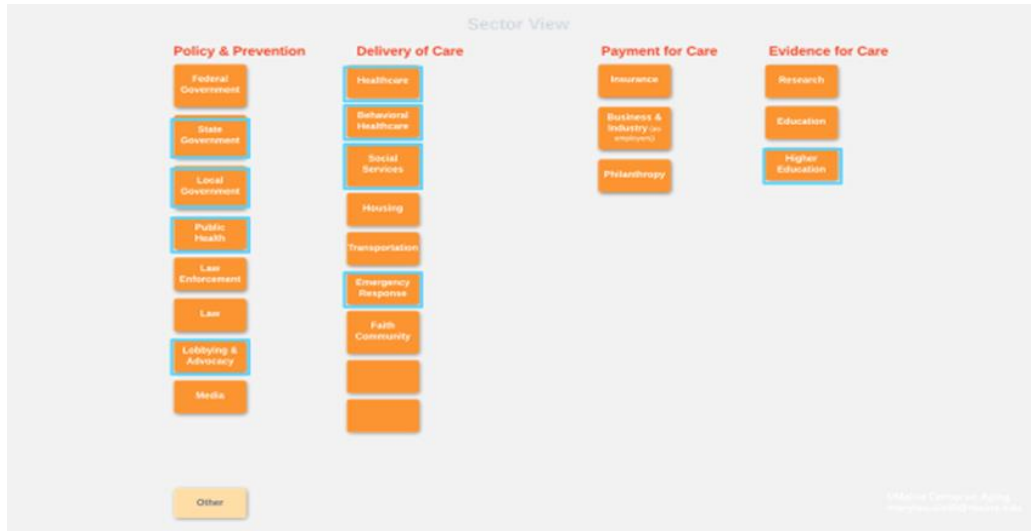 Sector View
Policy & Prevention
Federal
Government
State
Government
Local
Government
Public
Health
Law
Enforcement
Law
Lobbying &
Advocacy
Media
Other
Delivery of Care
Healthcare
Behavioral
Healthcare
Social
Services
Housing
Transportation
Emergency
Response
Faith
Community
Payment for Care
Insurance
Business &
Industry (as
employers)
Philanthropy
Evidence for Care
Research
Education
Higher
Education